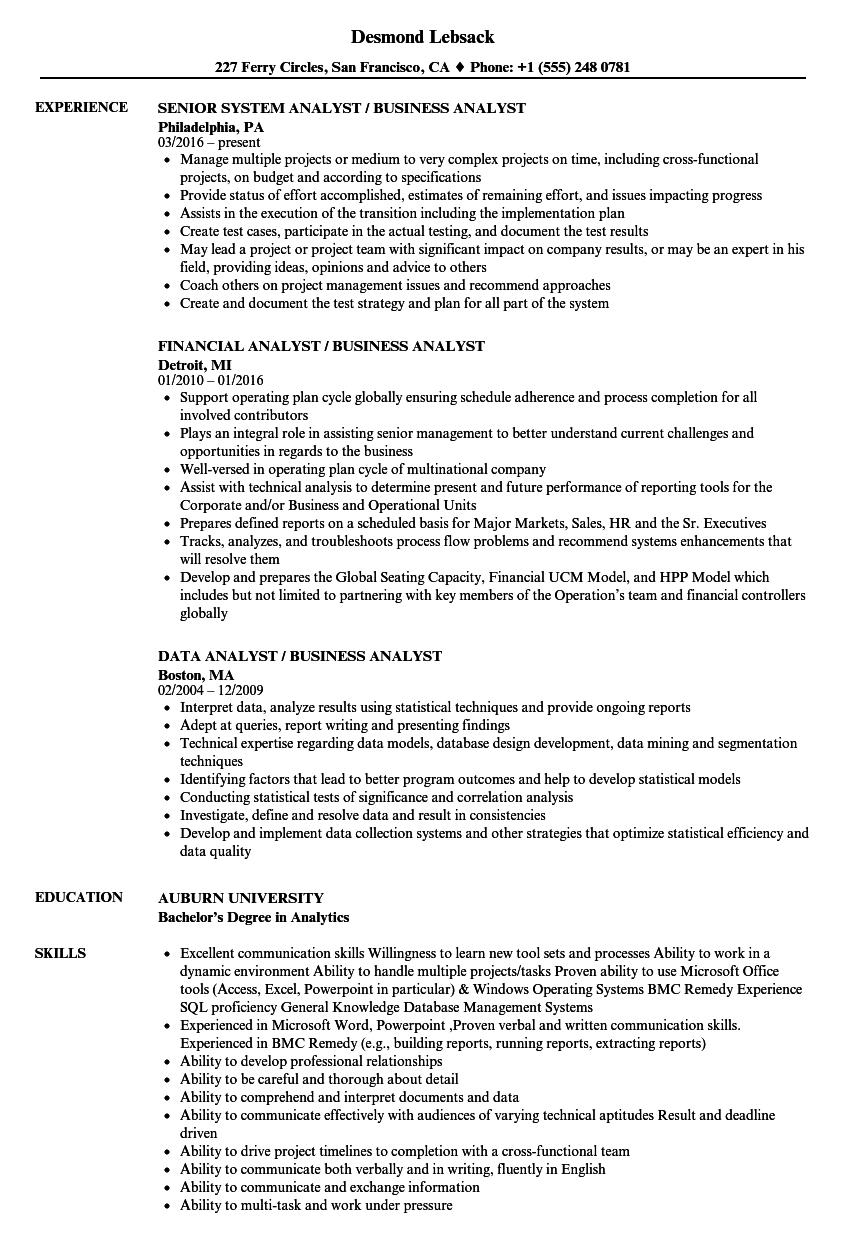 Desmond Lebsack
227 Ferry Circles, San Francisco, CA ♦ Phone: +1 (555) 248 0781
EXPERIENCE
SENIOR SYSTEM ANALYST / BUSINESS ANALYST
Philadelphia, PA
03/2016 – present
• Manage multiple projects or medium to very complex projects on time, including cross-functional
projects, on budget and according to specifications
• Provide status of effort accomplished, estimates of remaining effort, and issues impacting progress
• Assists in the execution of the transition including the implementation plan
• Create test cases, participate in the actual testing, and document the test results
• May lead a project or project team with significant impact on company results, or may be an expert in his
field, providing ideas, opinions and advice to others
• Coach others on project management issues and recommend approaches
• Create and document the test strategy and plan for all part of the system
FINANCIAL ANALYST / BUSINESS ANALYST
Detroit, MI
01/2010 – 01/2016
• Support operating plan cycle globally ensuring schedule adherence and process completion for all
involved contributors
• Plays an integral role in assisting senior management to better understand current challenges and
opportunities in regards to the business
• Well-versed in operating plan cycle of multinational company
• Assist with technical analysis to determine present and future performance of reporting tools for the
Corporate and/or Business and Operational Units
• Prepares defined reports on a scheduled basis for Major Markets, Sales, HR and the Sr. Executives
• Tracks, analyzes, and troubleshoots process flow problems and recommend systems enhancements that
will resolve them
• Develop and prepares the Global Seating Capacity, Financial UCM Model, and HPP Model which
includes but not limited to partnering with key members of the Operation's team and financial controllers
globally
DATA ANALYST / BUSINESS ANALYST
Boston, MA
02/2004 – 12/2009
• Interpret data, analyze results using statistical techniques and provide ongoing reports
• Adept at queries, report writing and presenting findings
• Technical expertise regarding data models, database design development, data mining and segmentation
techniques
• Identifying factors that lead to better program outcomes and help to develop statistical models
• Conducting statistical tests of significance and correlation analysis
• Investigate, define and resolve data and result in consistencies
• Develop and implement data collection systems and other strategies that optimize statistical efficiency and
data quality
EDUCATION
AUBURN UNIVERSITY
Bachelor's Degree in Analytics
SKILLS
• Excellent communication skills Willingness to learn new tool sets and processes Ability to work in a
dynamic environment Ability to handle multiple projects/tasks Proven ability to use Microsoft Office
tools (Access, Excel, Powerpoint in particular) & Windows Operating Systems BMC Remedy Experience
SQL proficiency General Knowledge Database Management Systems
• Experienced in Microsoft Word, Powerpoint ,Proven verbal and written communication skills.
Experienced in BMC Remedy (e.g., building reports, running reports, extracting reports)
• Ability to develop professional relationships
• Ability to be careful and thorough about detail
• Ability to comprehend and interpret documents and data
• Ability to communicate effectively with audiences of varying technical aptitudes Result and deadline
driven
• Ability to drive project timelines to completion with a cross-functional team
• Ability to communicate both verbally and in writing, fluently in English
• Ability to communicate and exchange information
• Ability to multi-task and work under pressure